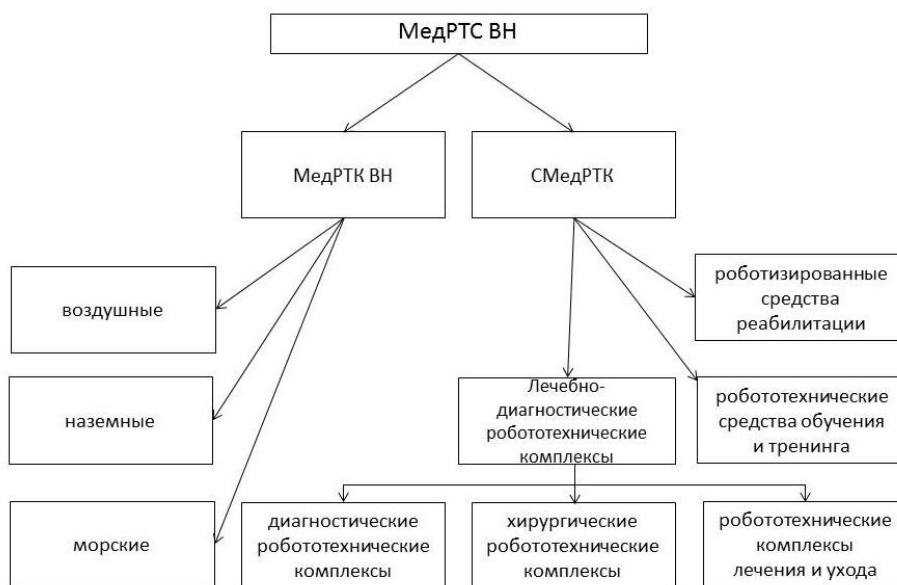 МедРТС ВН
МедРТК ВН
СМедРТК
воздушные
роботизированные
средства
реабилитации
наземные
Лечебно-
диагностические
робототехнические
комплексы
робототехнические
средства обучения
и тренинга
морские
диагностические
робототехнические
комплексы
хирургические
робототехнические
комплексы
робототехнические
комплексы
лечения и ухода